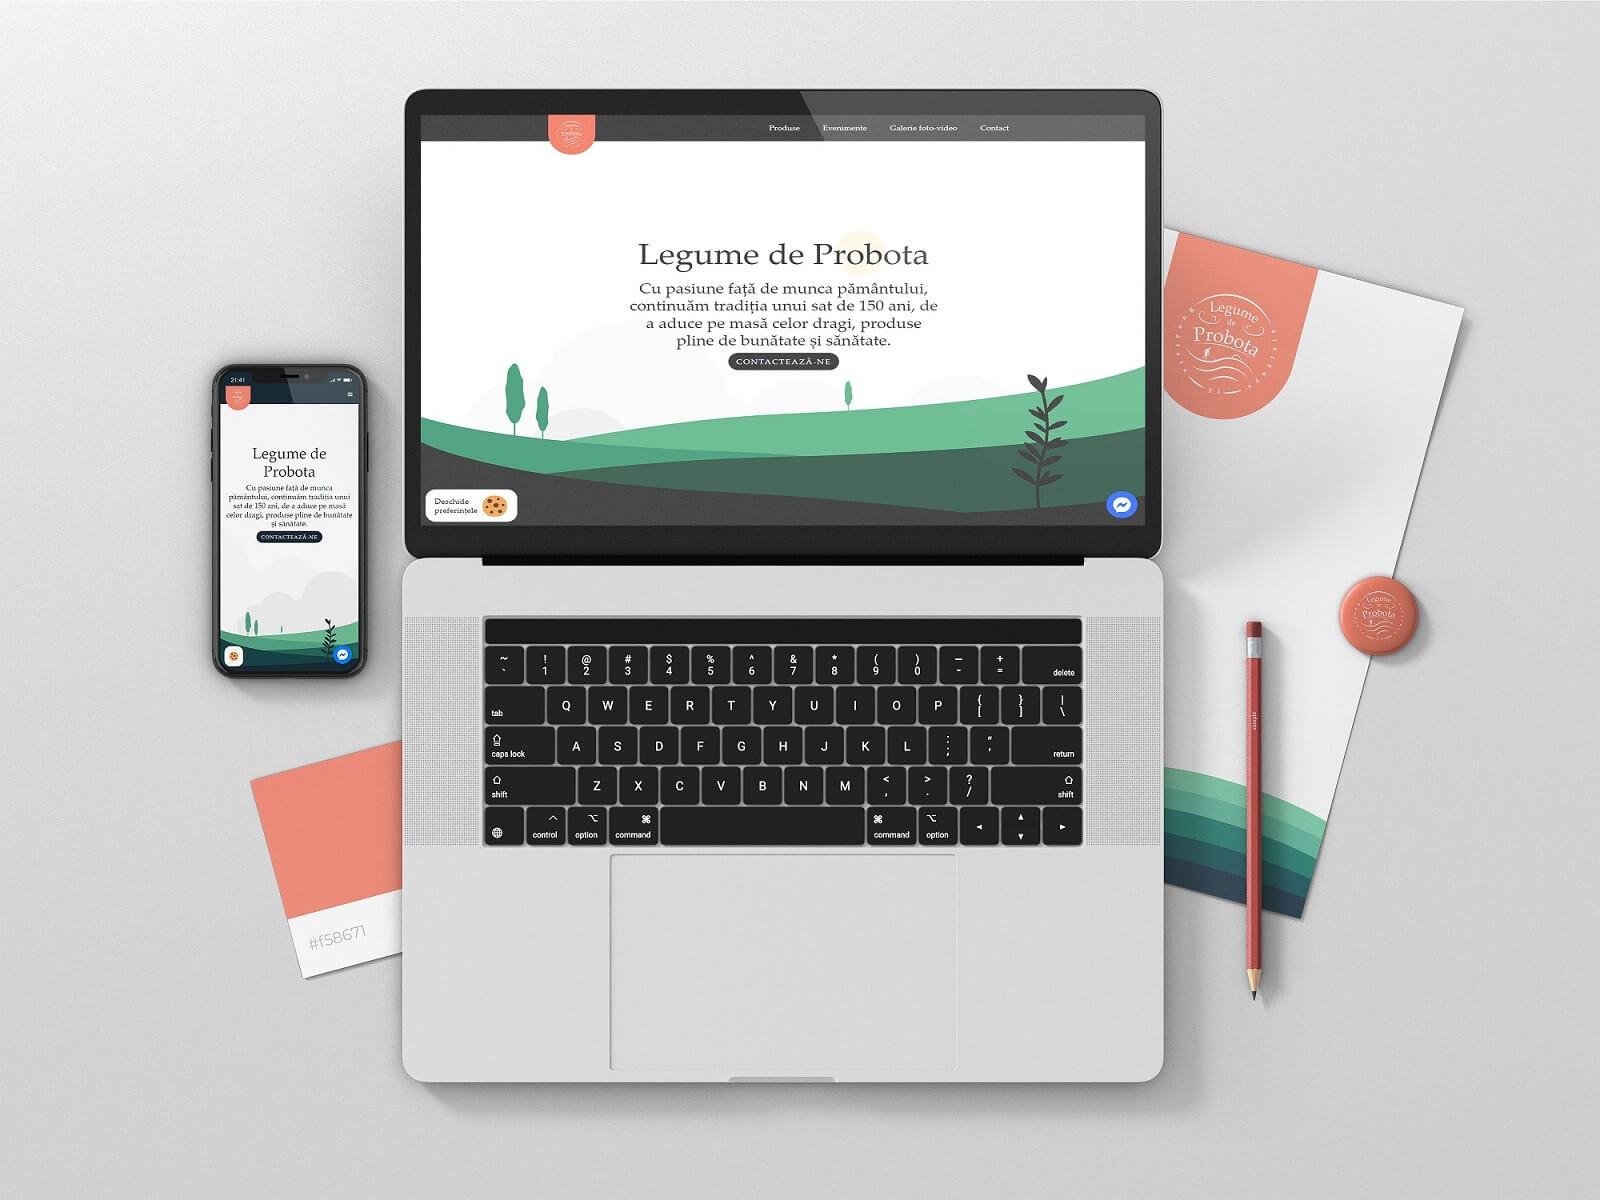 Produse
Evenimente
Galerie foto-video
Contact
Legume de Probota
Cu pasiune față de munca pământului,
continuăm tradiția unui sat de 150 ani, de
a aduce pe masă celor dragi, produse
pline de bunătate și sănătate.
CONTACTEAZĂ-NE
Deschide
preferințele
21:41
Legume de
Probota
Cu pasiune față de munca
pământului, continuăm tradiția unui
sat de 150 ani, de a aduce pe masă
celor dragi, produse pline de bunătate
și sănătate.
CONTACTEAZĂ-NE
Legume
de
Probota
Legume
de
Probota
#f58671
~ ! @ # $ % ^ & * ( ) – +
` 1 2 3 4 5 6 7 8 9 0 - = delete
tab Q W E R T Y U I O P { [ } ] | \
caps lock A S D F G H J K L : ; “ ‘ return
shift Z X C V B N M < , > . ? / shift
control option command command option